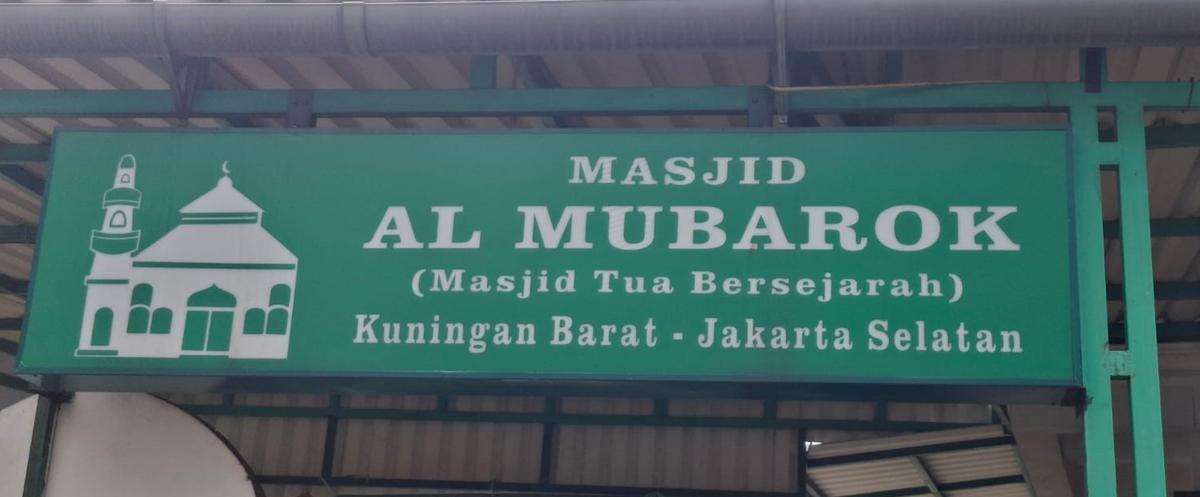 MASJID
AL MUBAROK
(Masjid Tua Bersejarah)
Kuningan Barat - Jakarta Selatan